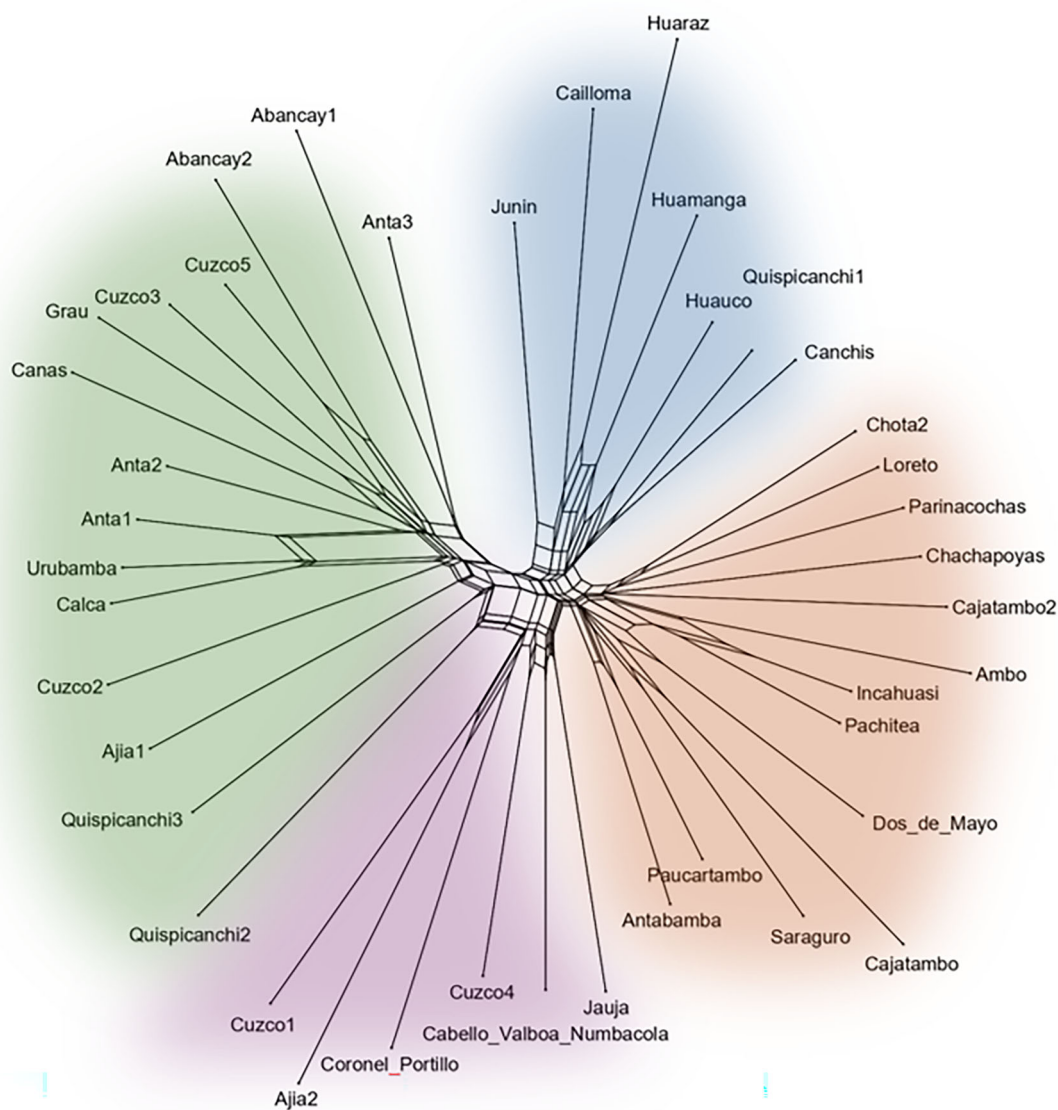 Huaraz
Cailloma
Abancay1
Abancay2
Huamanga
Junin
Anta3
Cuzco5
Quispicanchi1
Cuzco3
Huauco
Grau
Canchis
Canas
Chota2
Anta2
Loreto
Parinacochas
Anta1
Chachapoyas
Urubamba
Calca
Cajatambo2
Ambo
Cuzco2
Incahuasi
Pachitea
Ajia1
Quispicanchi3
Dos_de_Mayo
Paucartambo
Antabamba
Quispicanchi2
Saraguro
Cajatambo
Cuzco4
Jauja
Cuzco1
Cabello_Valboa_Numbacola
Coronel_Portillo
Ajia2